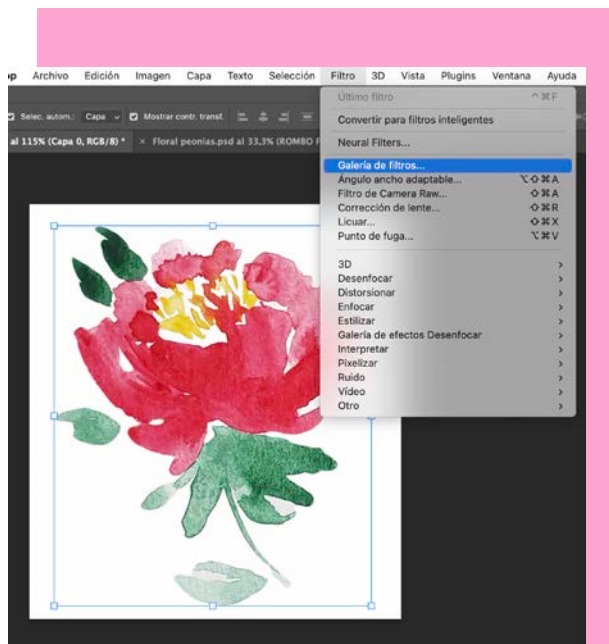 op Archivo Edición Imagen Capa Texto Selección Filtro 3D Vista Plugins Ventana Ayuda
Selec. autom.: Capa Mostrar contr. transf.
al 115% (Capa 0, RGB/8) * × Floral peonias.psd al 33,3% (ROMBO F
Último filtro ^⌘F
Convertir para filtros inteligentes
Neural Filters...
Galería de filtros...
Ángulo ancho adaptable... ⌥⇧⌘A
Filtro de Camera Raw... ⇧⌘A
Corrección de lente... ⇧⌘R
Licuar... ⇧⌘X
Punto de fuga... ⌥⌘V
3D
Desenfocar
Distorsionar
Enfocar
Estilizar
Galería de efectos Desenfocar
Interpretar
Pixelizar
Ruido
Vídeo
Otro